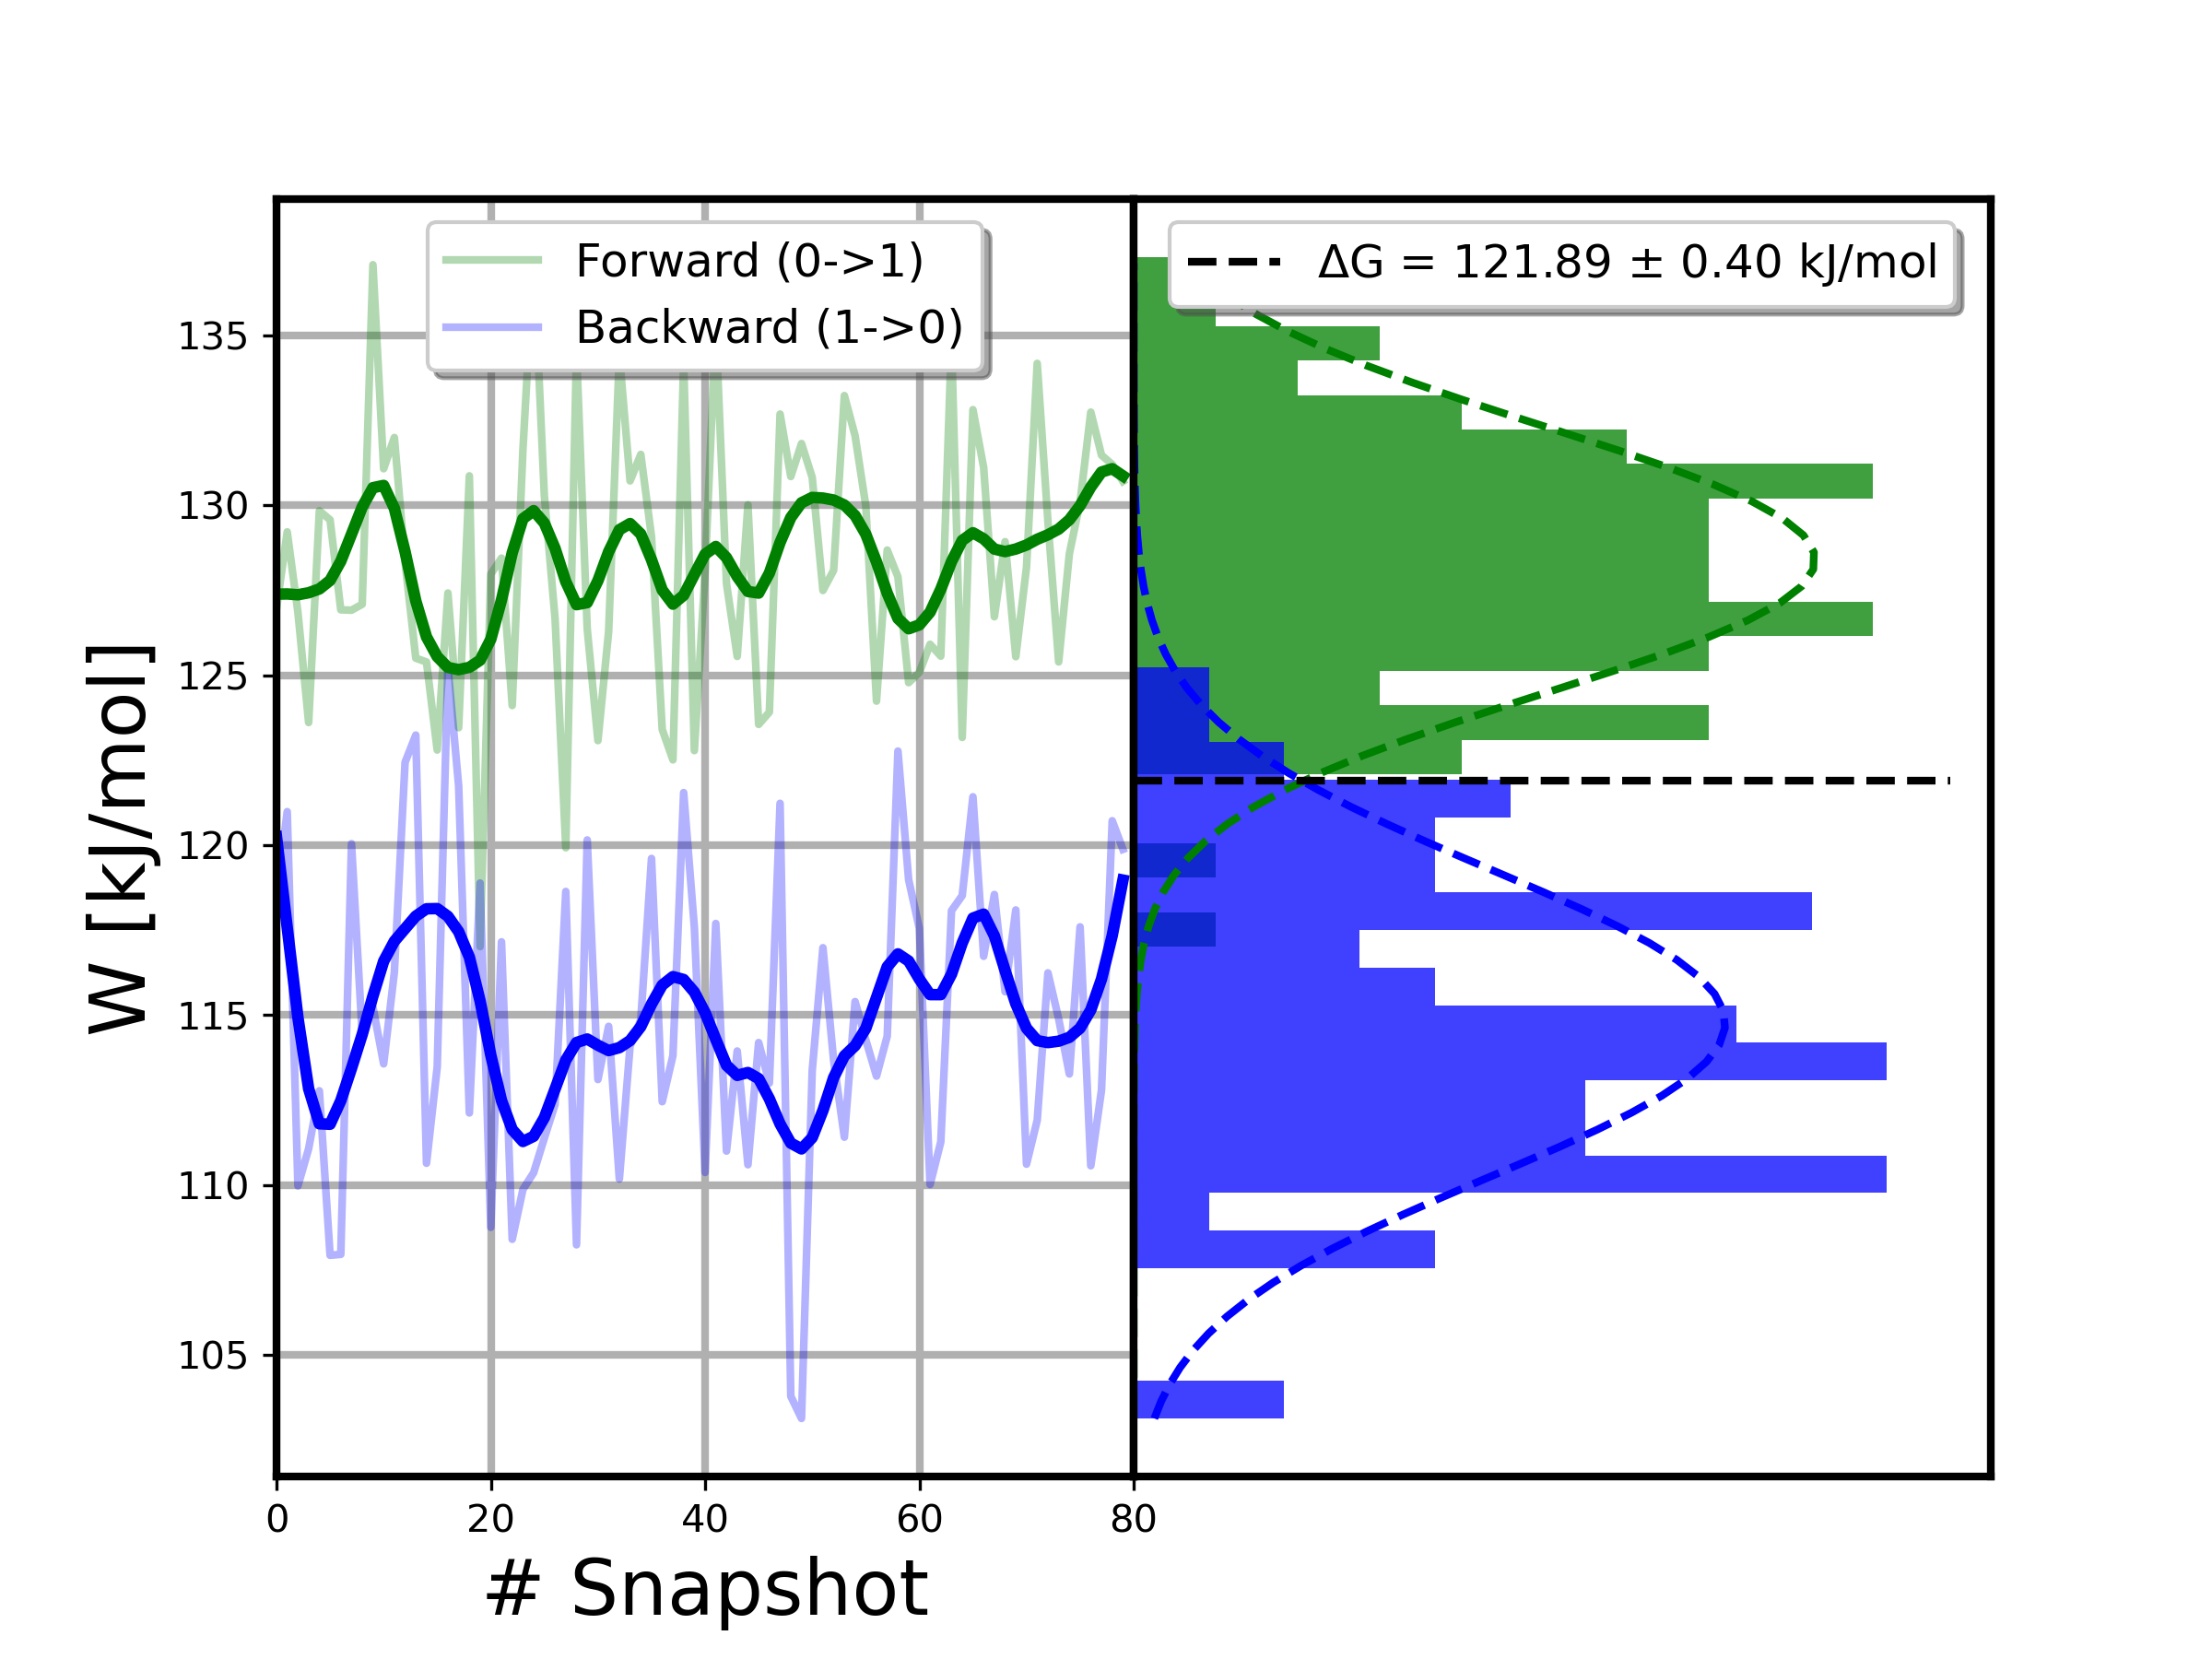 Forward (0->1)
Backward (1->0)
ΔG = 121.89 ± 0.40 kJ/mol
W [kJ/mol]
135
130
125
120
115
110
105
0 20 40 60 80
# Snapshot